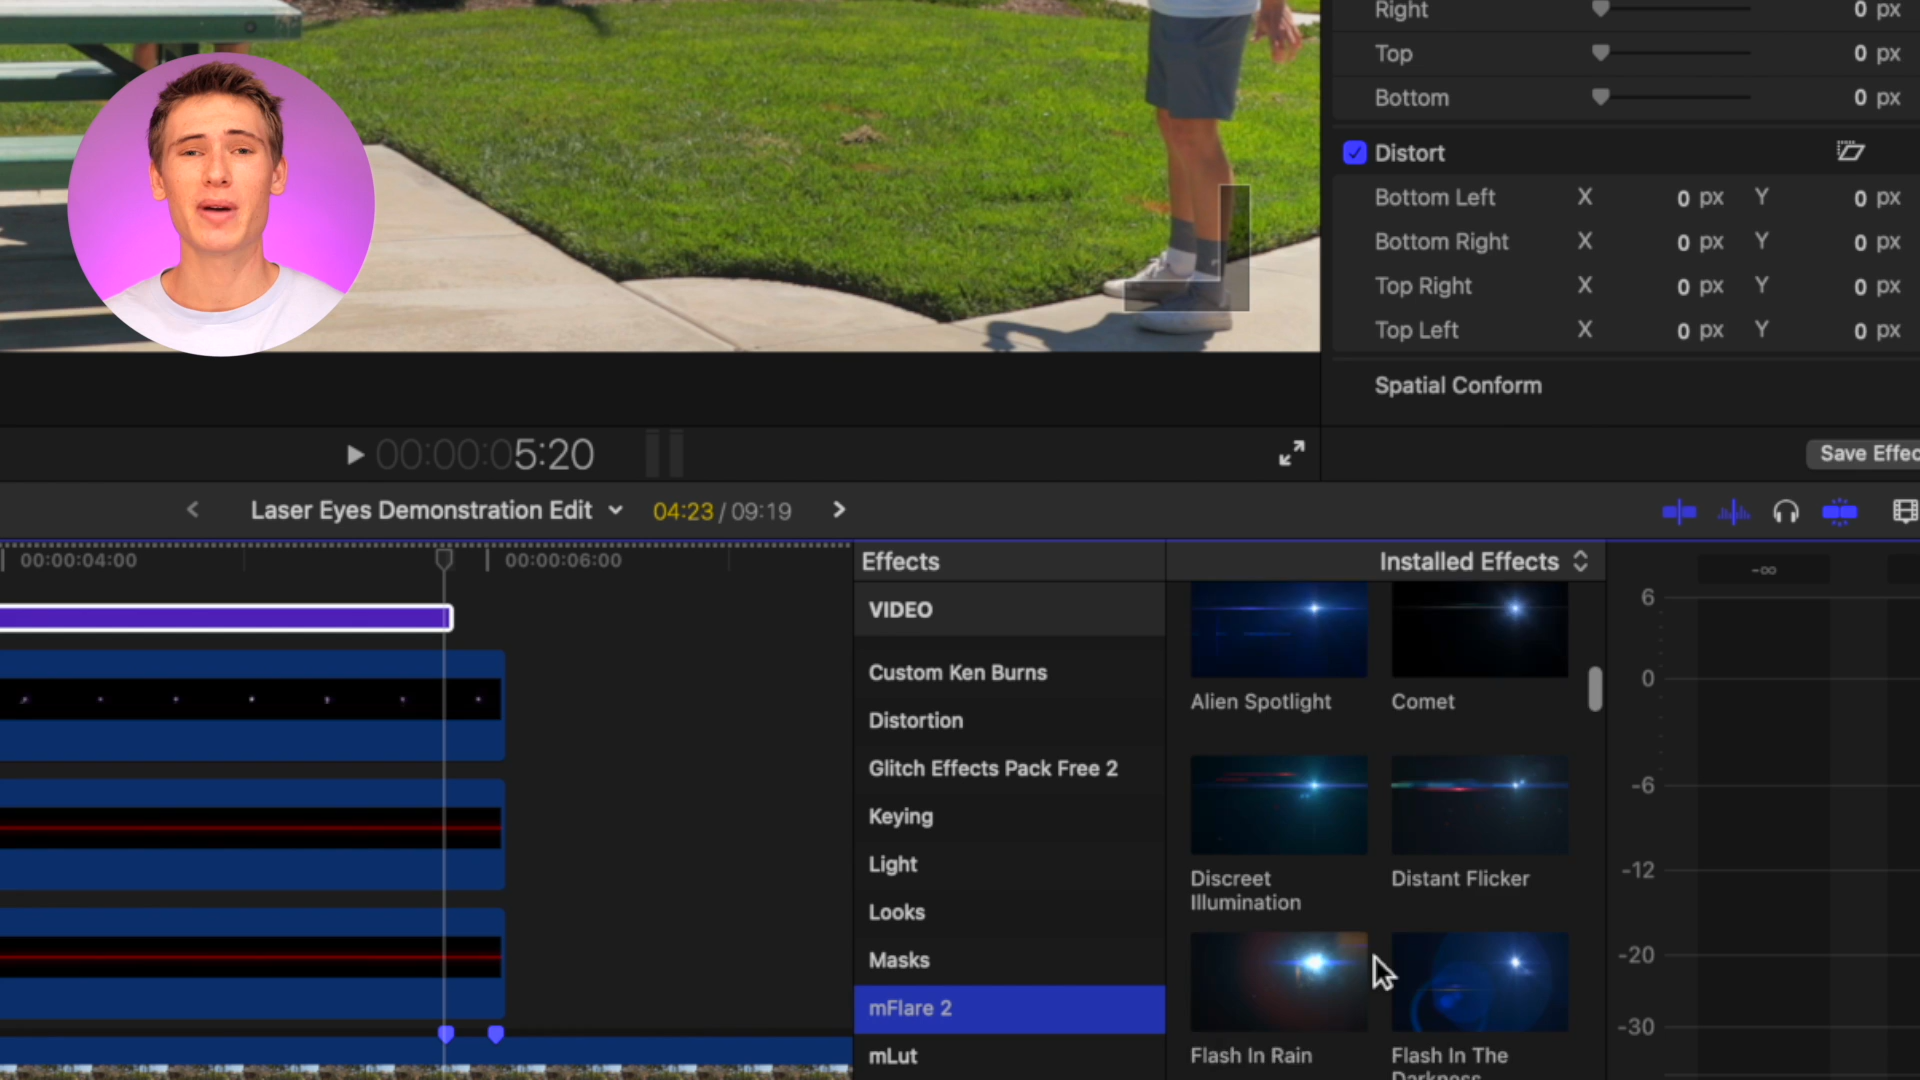 Right 0 px
Top 0 px
Bottom 0 px
Distort
Bottom Left X 0 px Y 0 px
Bottom Right X 0 px Y 0 px
Top Right X 0 px Y 0 px
Top Left X 0 px Y 0 px
Spatial Conform
00:00:05:20
Save Effec
Laser Eyes Demonstration Edit 04:23 / 09:19
00:00:04:00 00:00:06:00
Effects
Installed Effects
-∞
VIDEO
Custom Ken Burns
Distortion
Glitch Effects Pack Free 2
Keying
Light
Looks
Masks
mFlare 2
mLut
Alien Spotlight
Comet
Discreet
Illumination
Distant Flicker
Flash In Rain
Flash In The
Darkness
6
0
-6
-12
-20
-30